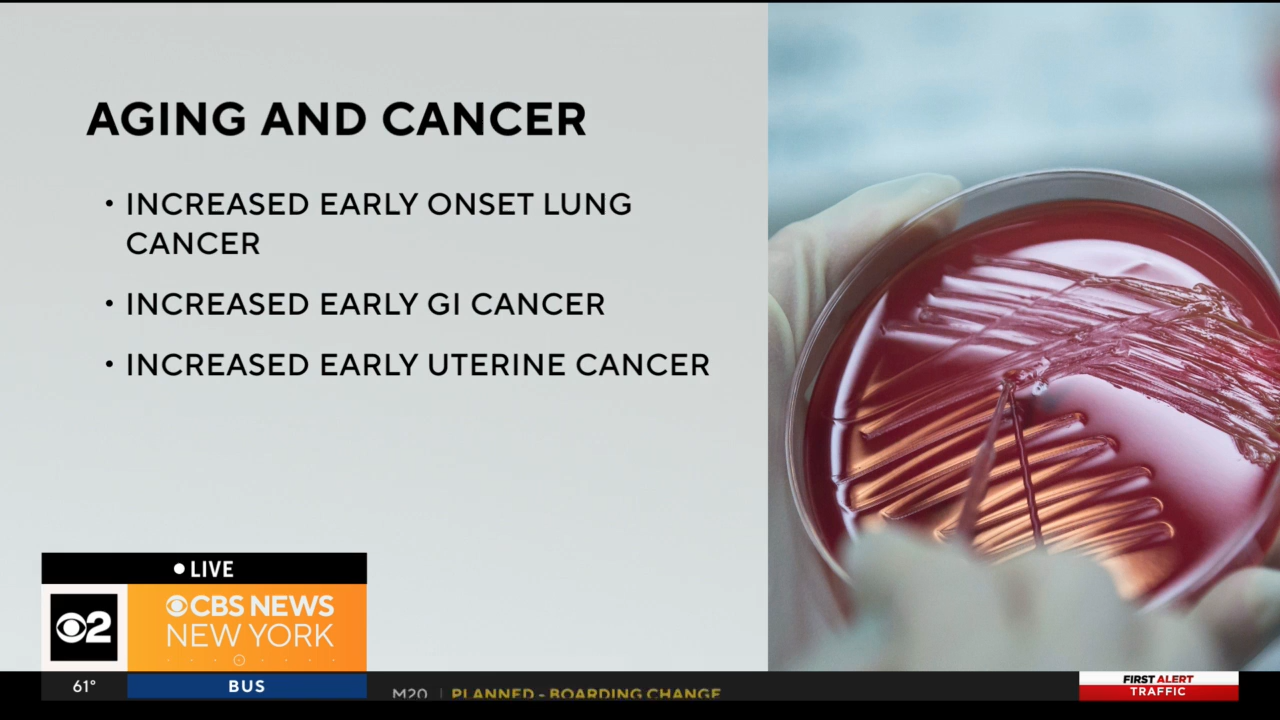 AGING AND CANCER
• INCREASED EARLY ONSET LUNG
CANCER
• INCREASED EARLY GI CANCER
• INCREASED EARLY UTERINE CANCER
LIVE
2
CBS NEWS
NEW YORK
61°
BUS
M20 | PLANNED - BOARDING CHANGE
FIRST ALERT
TRAFFIC